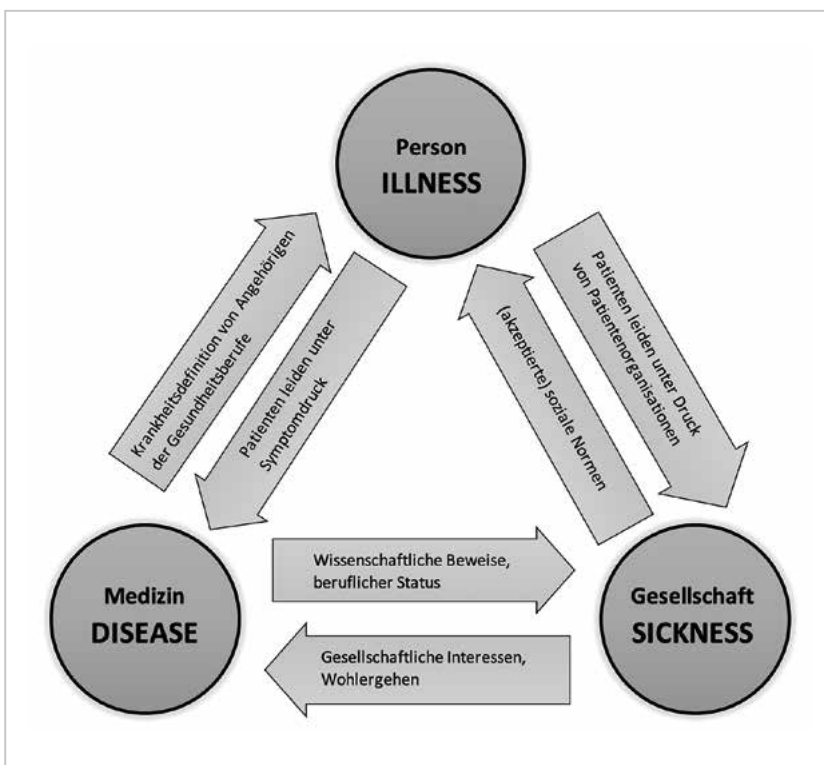 Person
ILLNESS
Krankheitsdefinition von Angehörigen
der Gesundheitsberufe
Patienten leiden unter
Symptomdruck
(akzeptierte) soziale Normen
Patienten leiden unter Druck
von Patientenorganisationen
Medizin
DISEASE
Wissenschaftliche Beweise,
beruflicher Status
Gesellschaftliche Interessen,
Wohlergehen
Gesellschaft
SICKNESS